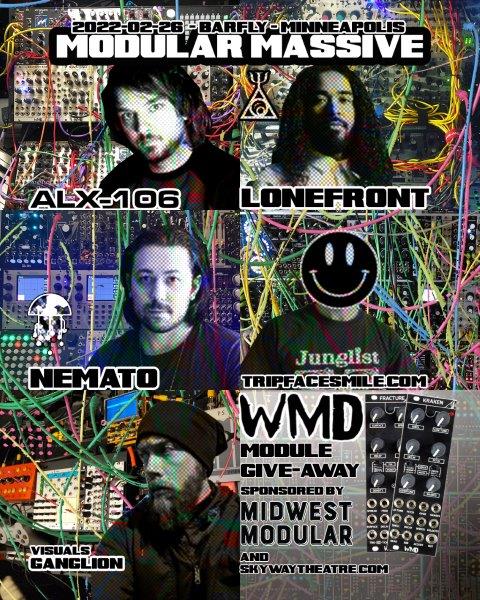 2022-02-26 - BARFLY - MINNEAPOLIS
MODULAR MASSIVE
ALX-106
LONEFRONT
Junglist
NEMATO
TRIPFACESMILE.COM
WMD
MODULE
GIVE-AWAY
SPONSORED BY
MIDWEST
MODULAR
AND
SKYWAYTHEATRE.COM
FRACTURE
KRAKEN
WMD
VISUALS
GANGLION